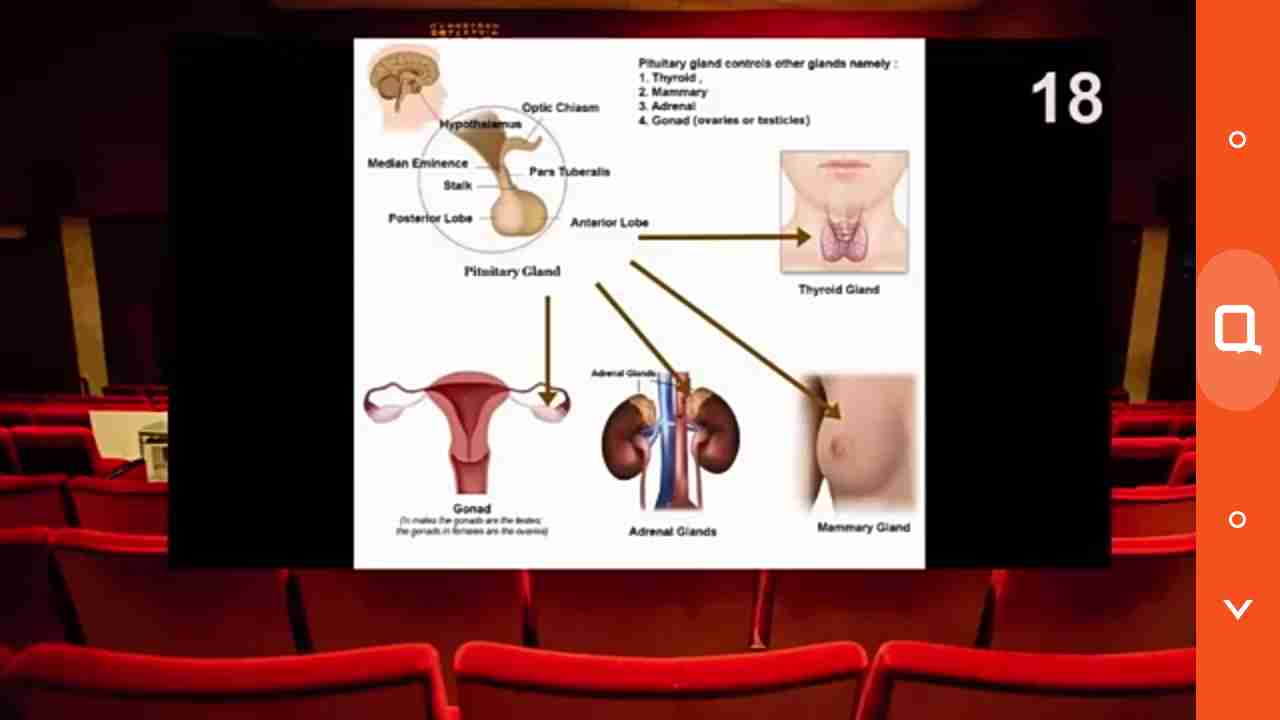 Pituitary gland controls other glands namely :
1. Thyroid ,
2. Mammary
3. Adrenal
4. Gonad (ovaries or testicles)
18
Optic Chiasm
Hypothalamus
Median Eminence
Pars Tuberalis
Stalk
Posterior Lobe
Anterior Lobe
Pituitary Gland
Thyroid Gland
Adrenal Glands
Gonad
(In males the gonads are the testes;
the gonads in females are the ovaries)
Adrenal Glands
Mammary Gland